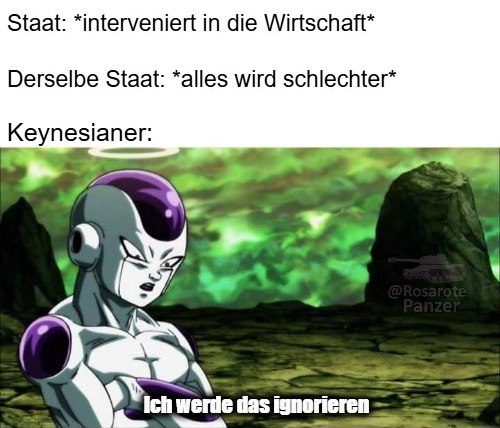 Staat: *interveniert in die Wirtschaft*
Derselbe Staat: *alles wird schlechter*
Keynesianer:
@Rosarote
Panzer
Ich werde das ignorieren